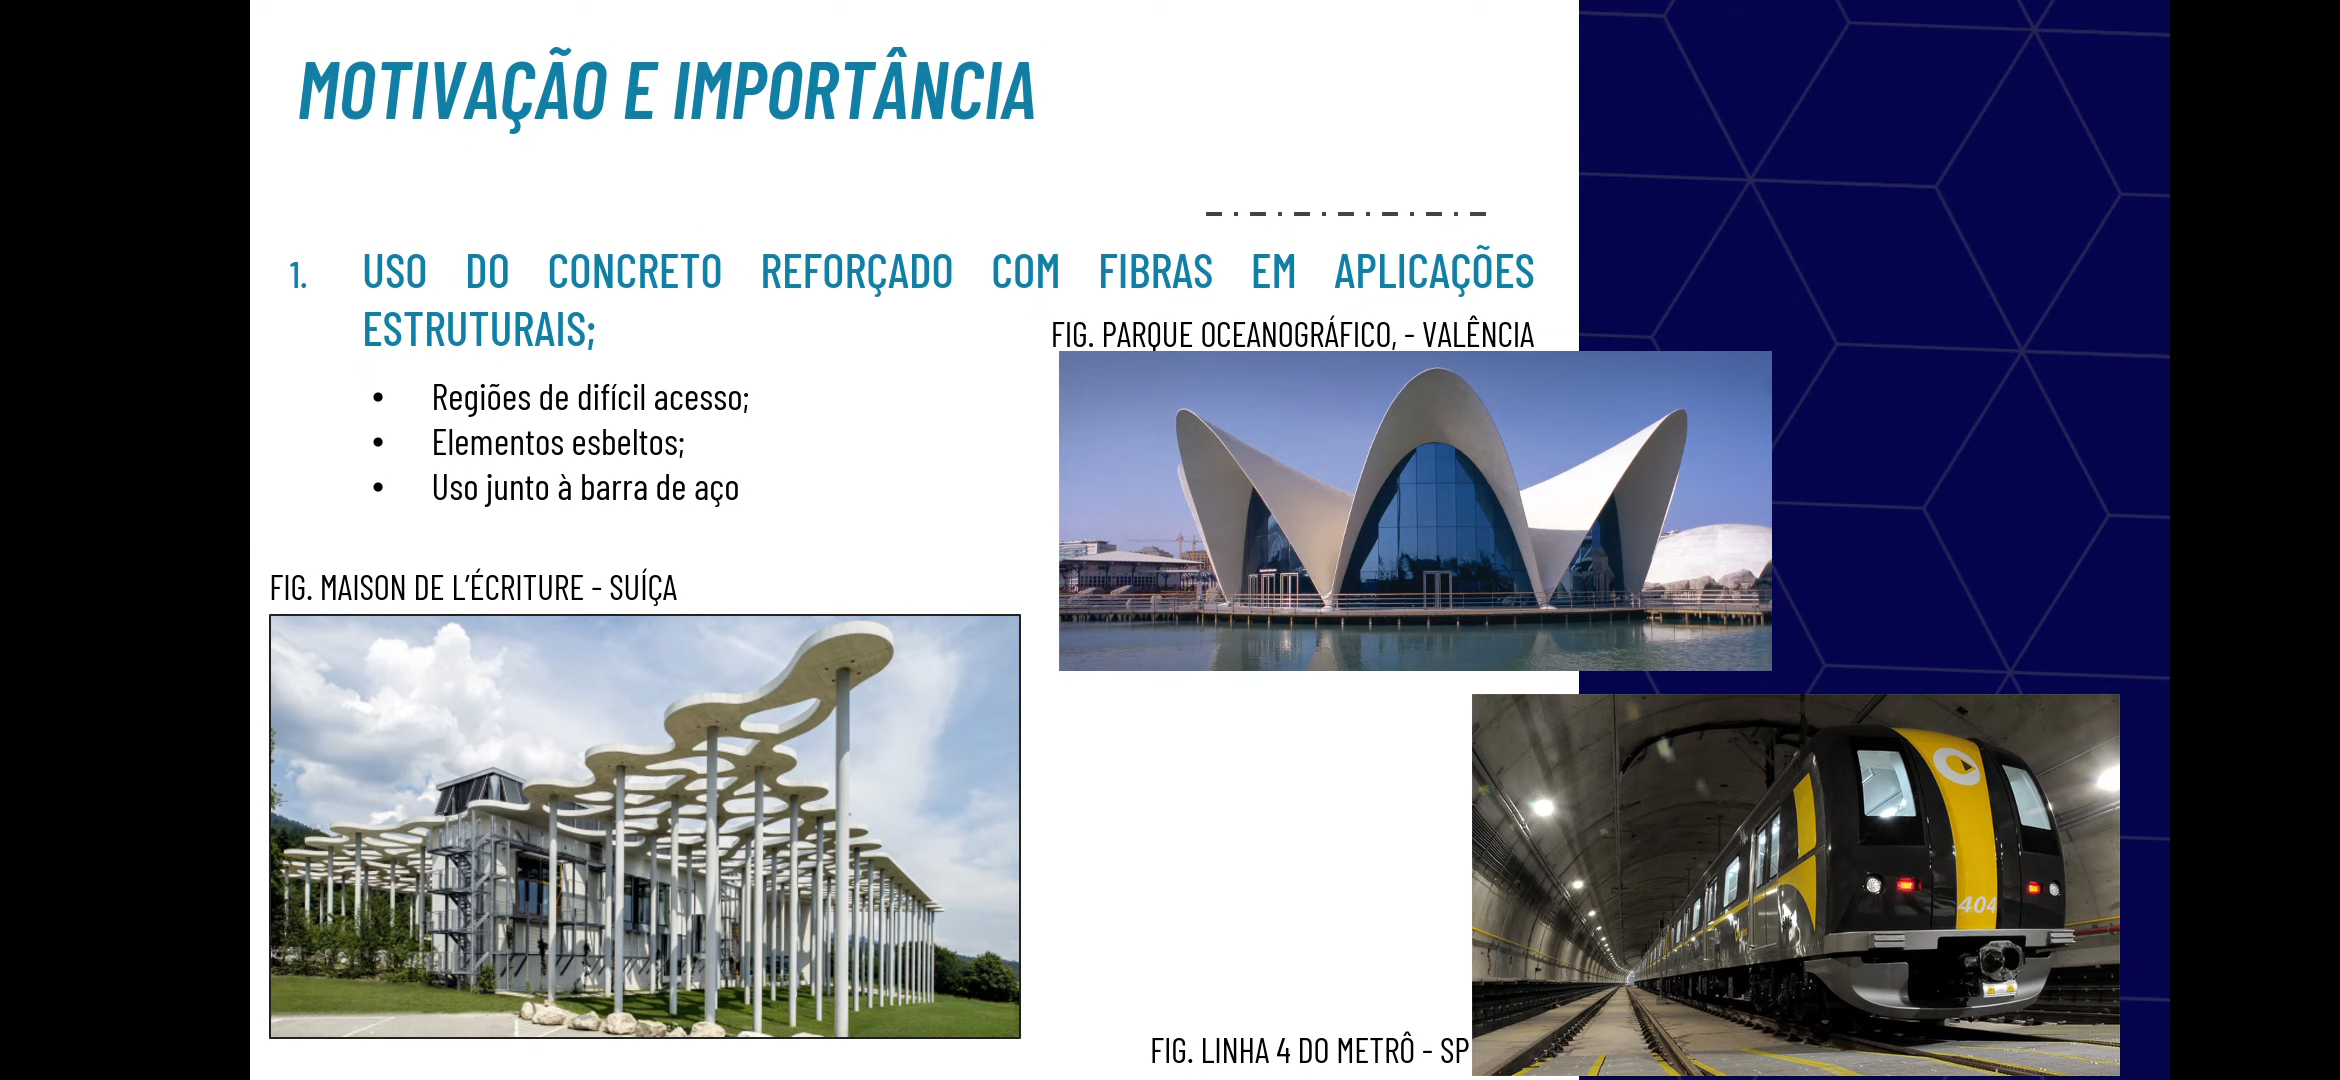 MOTIVAÇÃO E IMPORTÂNCIA
1. USO DO CONCRETO REFORÇADO COM FIBRAS EM APLICAÇÕES
ESTRUTURAIS;
FIG. PARQUE OCEANOGRÁFICO, - VALÊNCIA
• Regiões de difícil acesso;
• Elementos esbeltos;
• Uso junto à barra de aço
FIG. MAISON DE L’ÉCRITURE - SUÍÇA
404
FIG. LINHA 4 DO METRÔ - SP